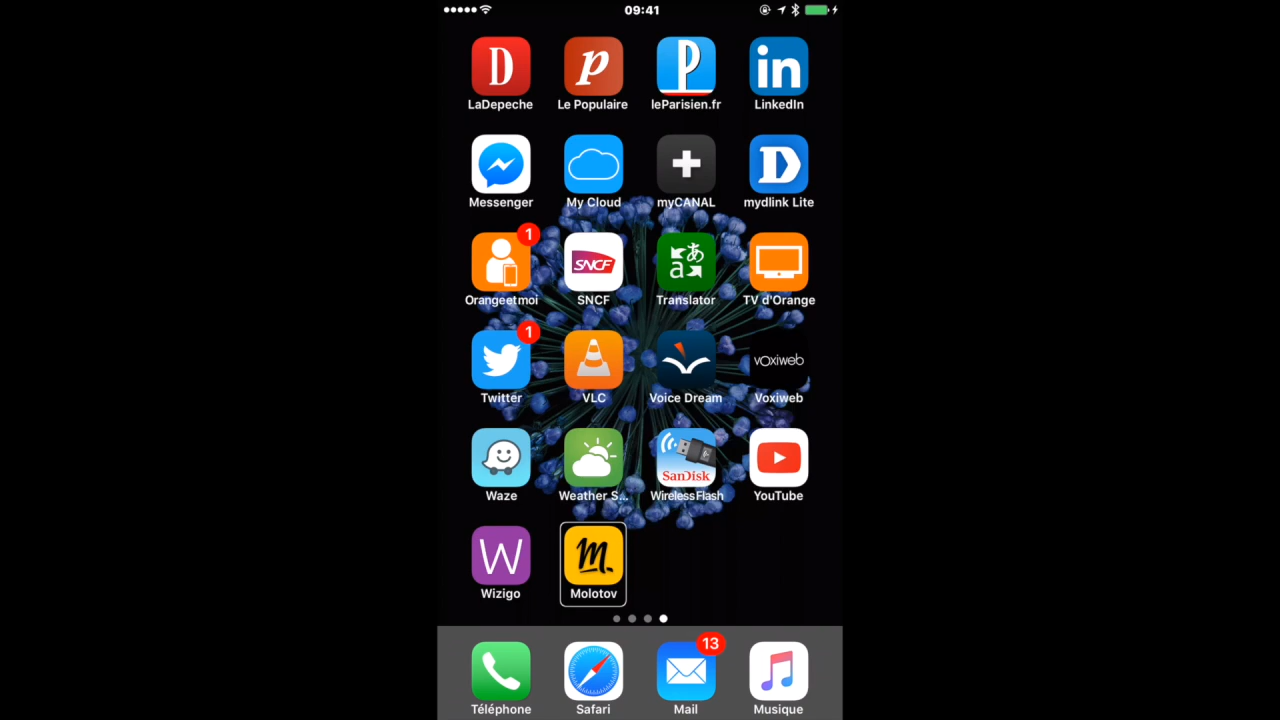 09:41
D
p
P
in
LaDepeche
Le Populaire
leParisien.fr
LinkedIn
D
Messenger
My Cloud
myCANAL
mydlink Lite
1
SNCF
a あ
Orangeetmoi
SNCF
Translator
TV d'Orange
1
voxiweb
Twitter
VLC
Voice Dream
Voxiweb
SanDisk
Waze
Weather S...
WirelessFlash
YouTube
W
m.
Wizigo
Molotov
13
Téléphone
Safari
Mail
Musique